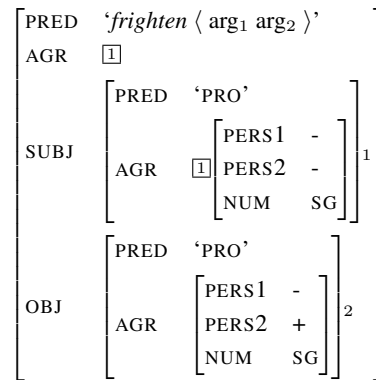 PRED ‘frighten ⟨ arg₁ arg₂ ⟩’
AGR 1
SUBJ
PRED ‘PRO’
AGR 1
PERS1 -
PERS2 -
NUM SG
1
OBJ
PRED ‘PRO’
AGR
PERS1 -
PERS2 +
NUM SG
2